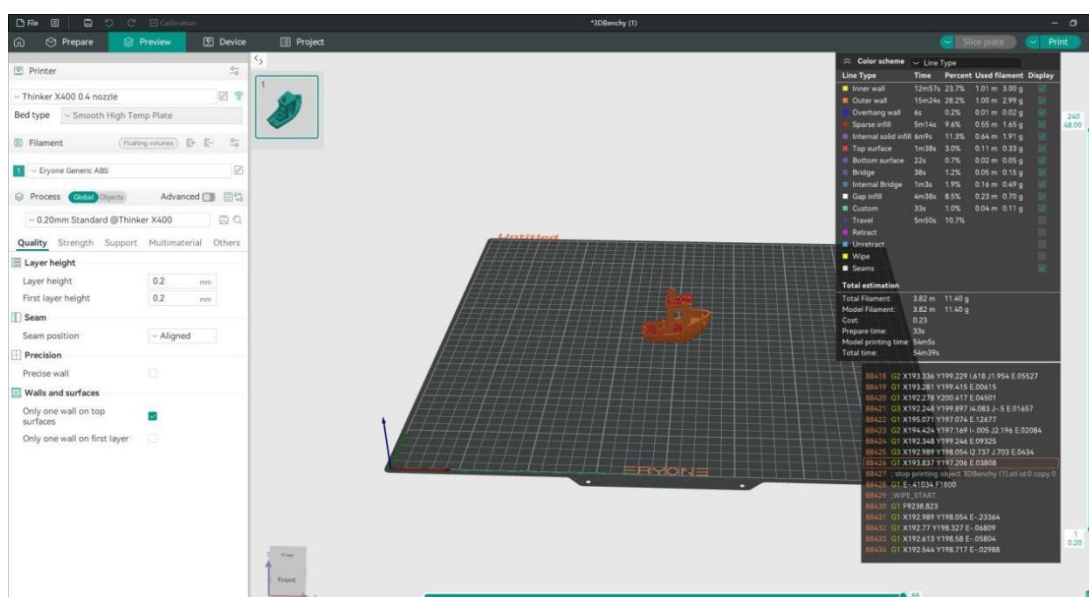 File
Calibration
*3DBenchy (1)
Prepare
Preview
Device
Project
Slice plate
Print
Printer
Thinker X400 0.4 nozzle
Bed type
Smooth High Temp Plate
Filament
Flushing volumes
1 Eryone Generic ABS
Process Global Objects Advanced
0.20mm Standard @Thinker X400
Quality Strength Support Multimaterial Others
Layer height
Layer height 0.2 mm
First layer height 0.2 mm
Seam
Seam position Aligned
Precision
Precise wall
Walls and surfaces
Only one wall on top
surfaces
Only one wall on first layer
1
Untitled
ERYONE
Front
Color scheme Line Type
Line Type Time Percent Used filament Display
Inner wall 12m57s 23.7% 1.01 m 3.00 g
Outer wall 15m24s 28.2% 1.00 m 2.99 g
Overhang wall 6s 0.2% 0.01 m 0.02 g
Sparse infill 5m14s 9.6% 0.55 m 1.65 g
Internal solid infill 6m9s 11.3% 0.64 m 1.91 g
Top surface 1m38s 3.0% 0.11 m 0.33 g
Bottom surface 22s 0.7% 0.02 m 0.05 g
Bridge 38s 1.2% 0.05 m 0.15 g
Internal Bridge 1m3s 1.9% 0.16 m 0.49 g
Gap infill 4m38s 8.5% 0.23 m 0.70 g
Custom 33s 1.0% 0.04 m 0.11 g
Travel 5m50s 10.7%
Retract
Unretract
Wipe
Seams
Total estimation
Total Filament: 3.82 m 11.40 g
Model Filament: 3.82 m 11.40 g
Cost: 0.23
Prepare time: 33s
Model printing time: 54m5s
Total time: 54m39s
240
48.00
88418 G2 X193.336 Y199.229 I.618 J1.954 E.05527
88419 G1 X193.281 Y199.415 E.00615
88420 G1 X192.278 Y200.417 E.04501
88421 G3 X192.248 Y199.897 I4.083 J-.5 E.01657
88422 G1 X195.071 Y197.074 E.12677
88423 G2 X194.424 Y197.169 I-.005 J2.196 E.02084
88424 G1 X192.348 Y199.246 E.09325
88425 G3 X192.989 Y198.054 I2.737 J.703 E.0434
88426 G1 X193.837 Y197.206 E.03808
88427 ; stop printing object 3DBenchy (1).stl id:0 copy 0
88428 G1 E-.41034 F1800
88429 ;WIPE_START
88430 G1 F9238.823
88431 G1 X192.989 Y198.054 E-.23364
88432 G1 X192.77 Y198.327 E-.06809
88433 G1 X192.613 Y198.58 E-.05804
88434 G1 X192.544 Y198.717 E-.02988
1
0.20
88